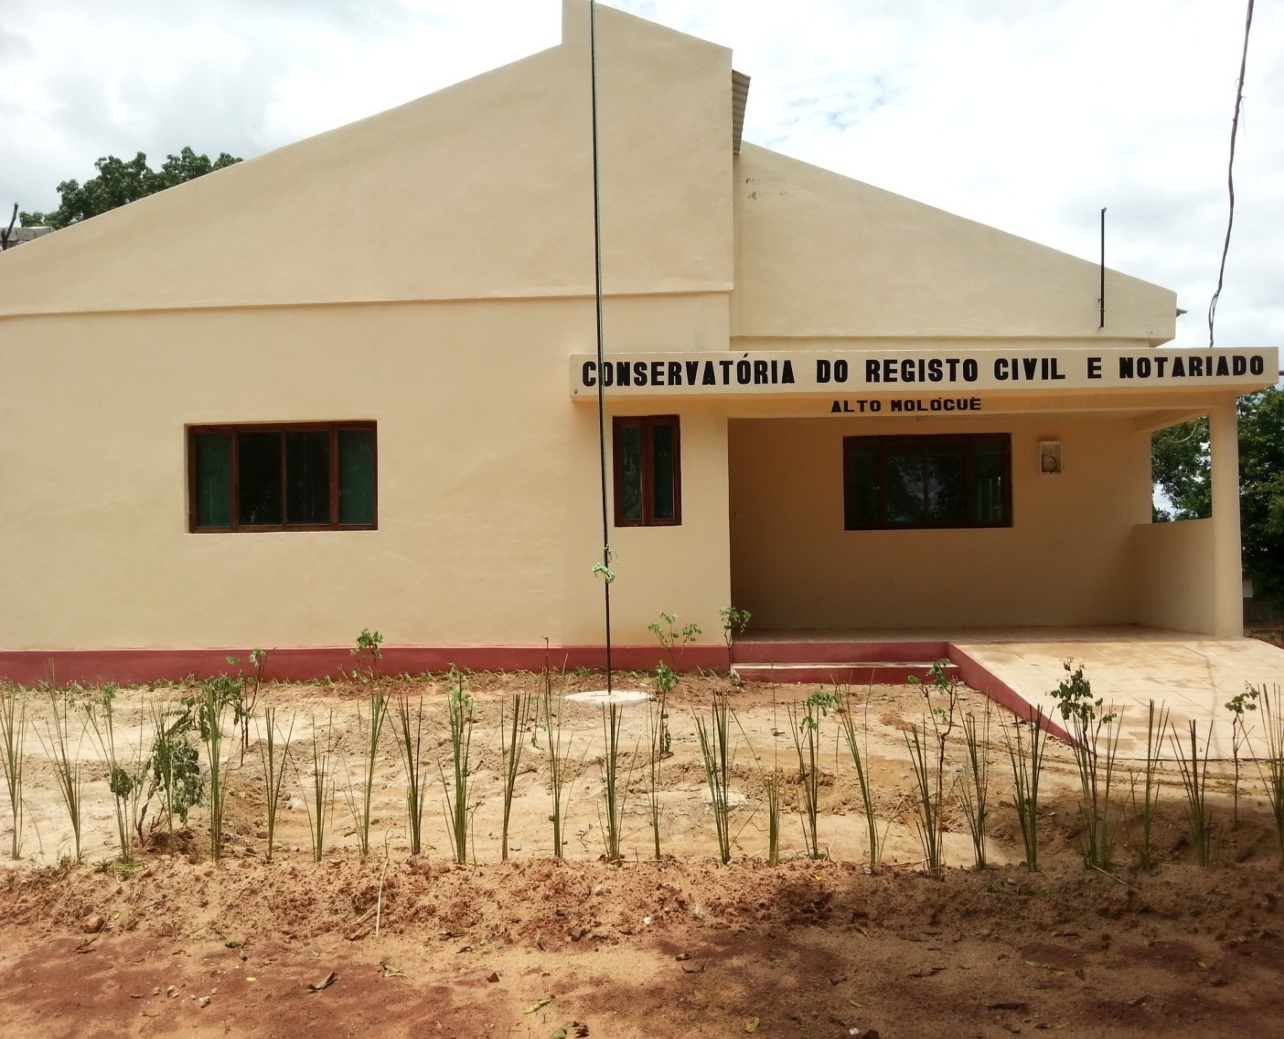 CONSERVATÓRIA DO REGISTO CIVIL E NOTARIADO
ALTO MOLÓCUÈ